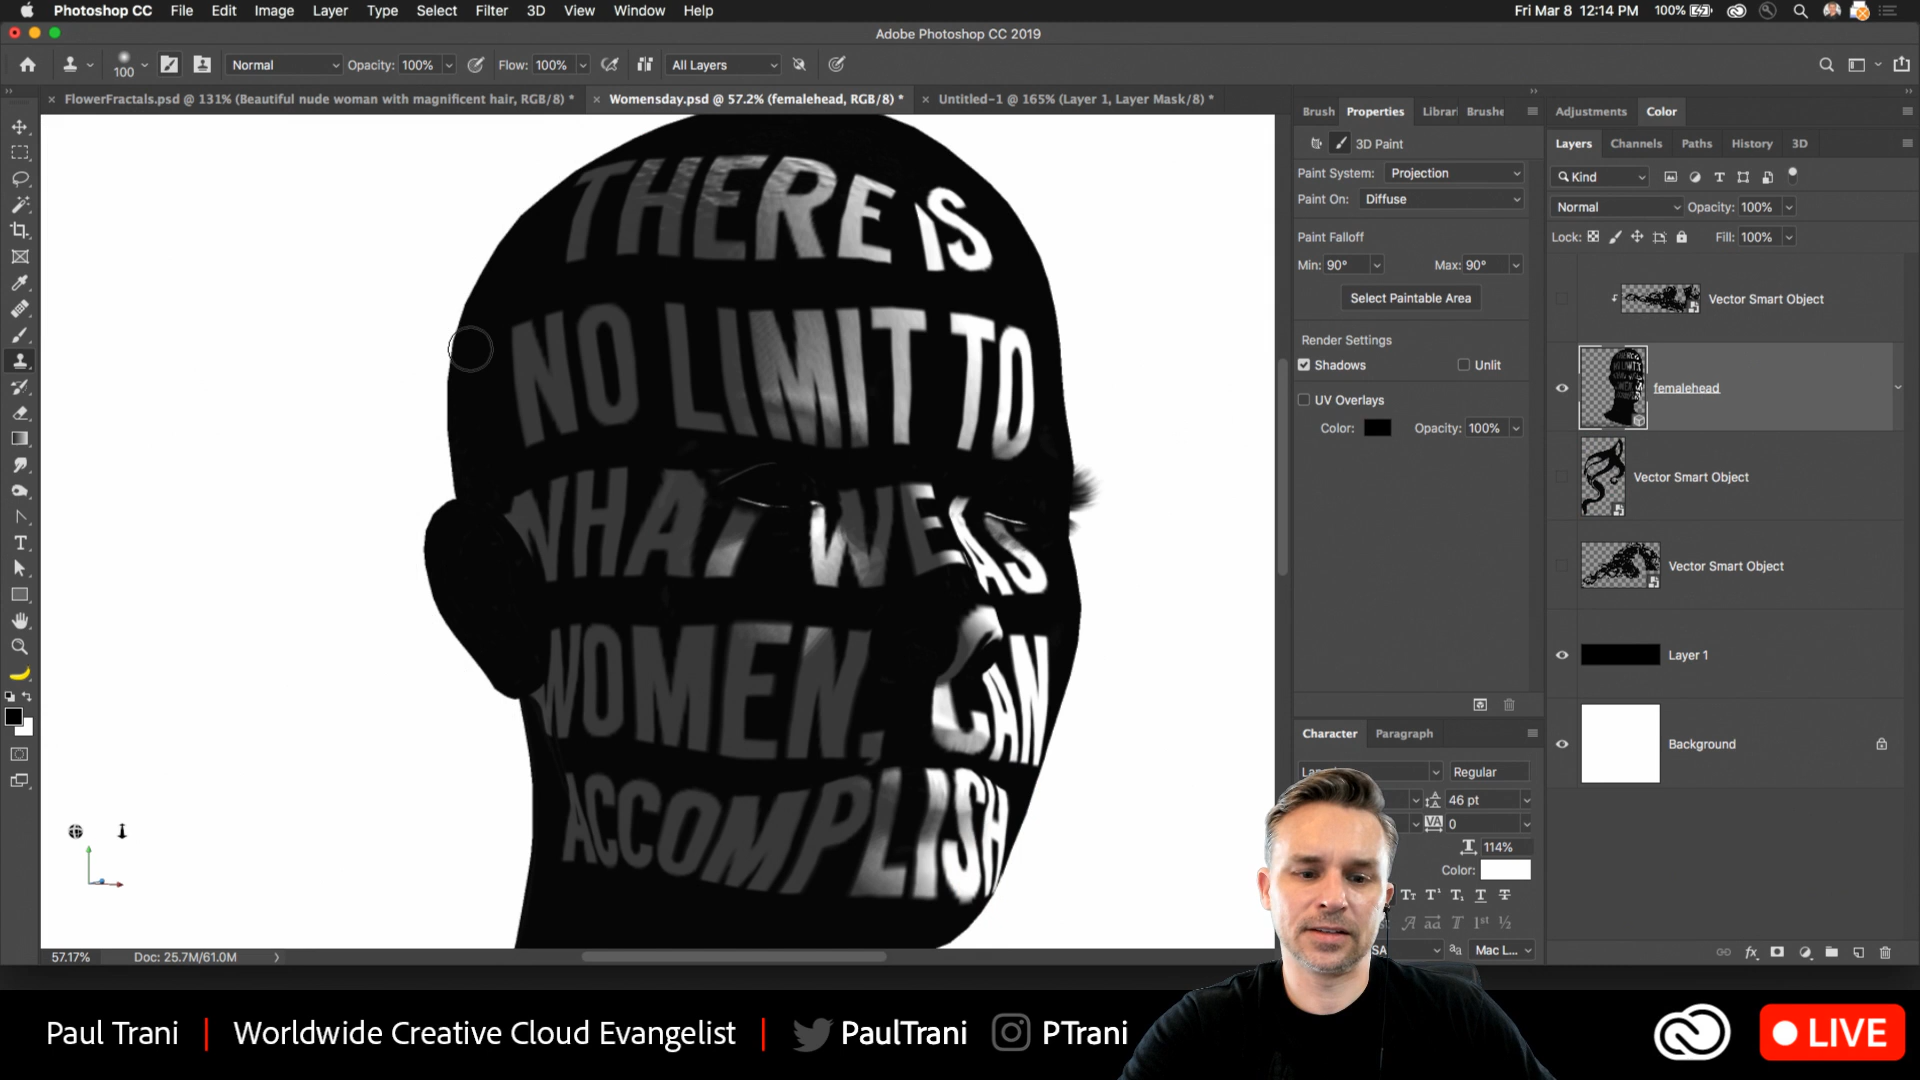 Photoshop CC File Edit Image Layer Type Select Filter 3D View Window Help Fri Mar 8 12:14 PM 100%
Adobe Photoshop CC 2019
100 Normal Opacity: 100% Flow: 100% All Layers
FlowerFractals.psd @ 131% (Beautiful nude woman with magnificent hair, RGB/8) * Womensday.psd @ 57.2% (femalehead, RGB/8) * Untitled-1 @ 165% (Layer 1, Layer Mask/8) *
Brush Properties Librar Brushe
3D Paint
Paint System: Projection
Paint On: Diffuse
Paint Falloff
Min: 90° Max: 90°
Select Paintable Area
Render Settings
Shadows Unlit
UV Overlays
Color: Opacity: 100%
Adjustments Color
Layers Channels Paths History 3D
Kind
Normal Opacity: 100%
Lock: Fill: 100%
Vector Smart Object
femalehead
Vector Smart Object
Vector Smart Object
Layer 1
Background
THERE IS
NO LIMIT TO
WHAT WE AS
WOMEN, CAN
ACCOMPLISH
Character Paragraph
Regular
46 pt
0
114%
Color:
1st ½
Mac L...
57.17% Doc: 25.7M/61.0M
Paul Trani | Worldwide Creative Cloud Evangelist | PaulTrani PTrani
LIVE